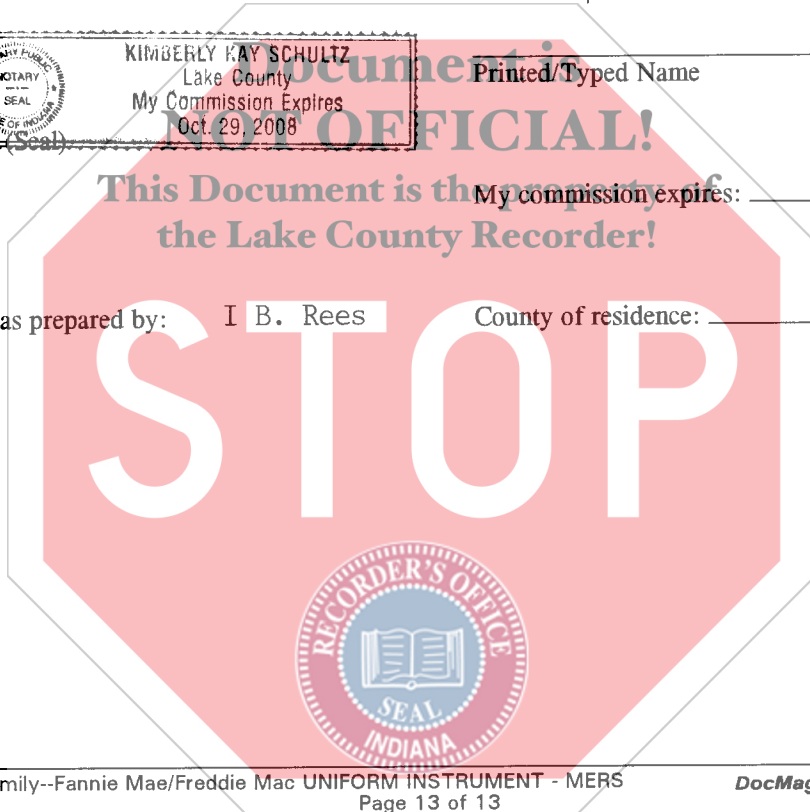 KIMBERLY KAY SCHULTZ
Lake County
My Commission Expires
Oct. 29, 2008
NOTARY
SEAL
(Seal)
Document is
NOT OFFICIAL!
This Document is the property of
the Lake County Recorder!
Printed/Typed Name
My commission expires:
as prepared by: I B. Rees
County of residence:
STOP
RECORDER'S OFFICE
SEAL
INDIANA
mily--Fannie Mae/Freddie Mac UNIFORM INSTRUMENT - MERS
DocMag
Page 13 of 13